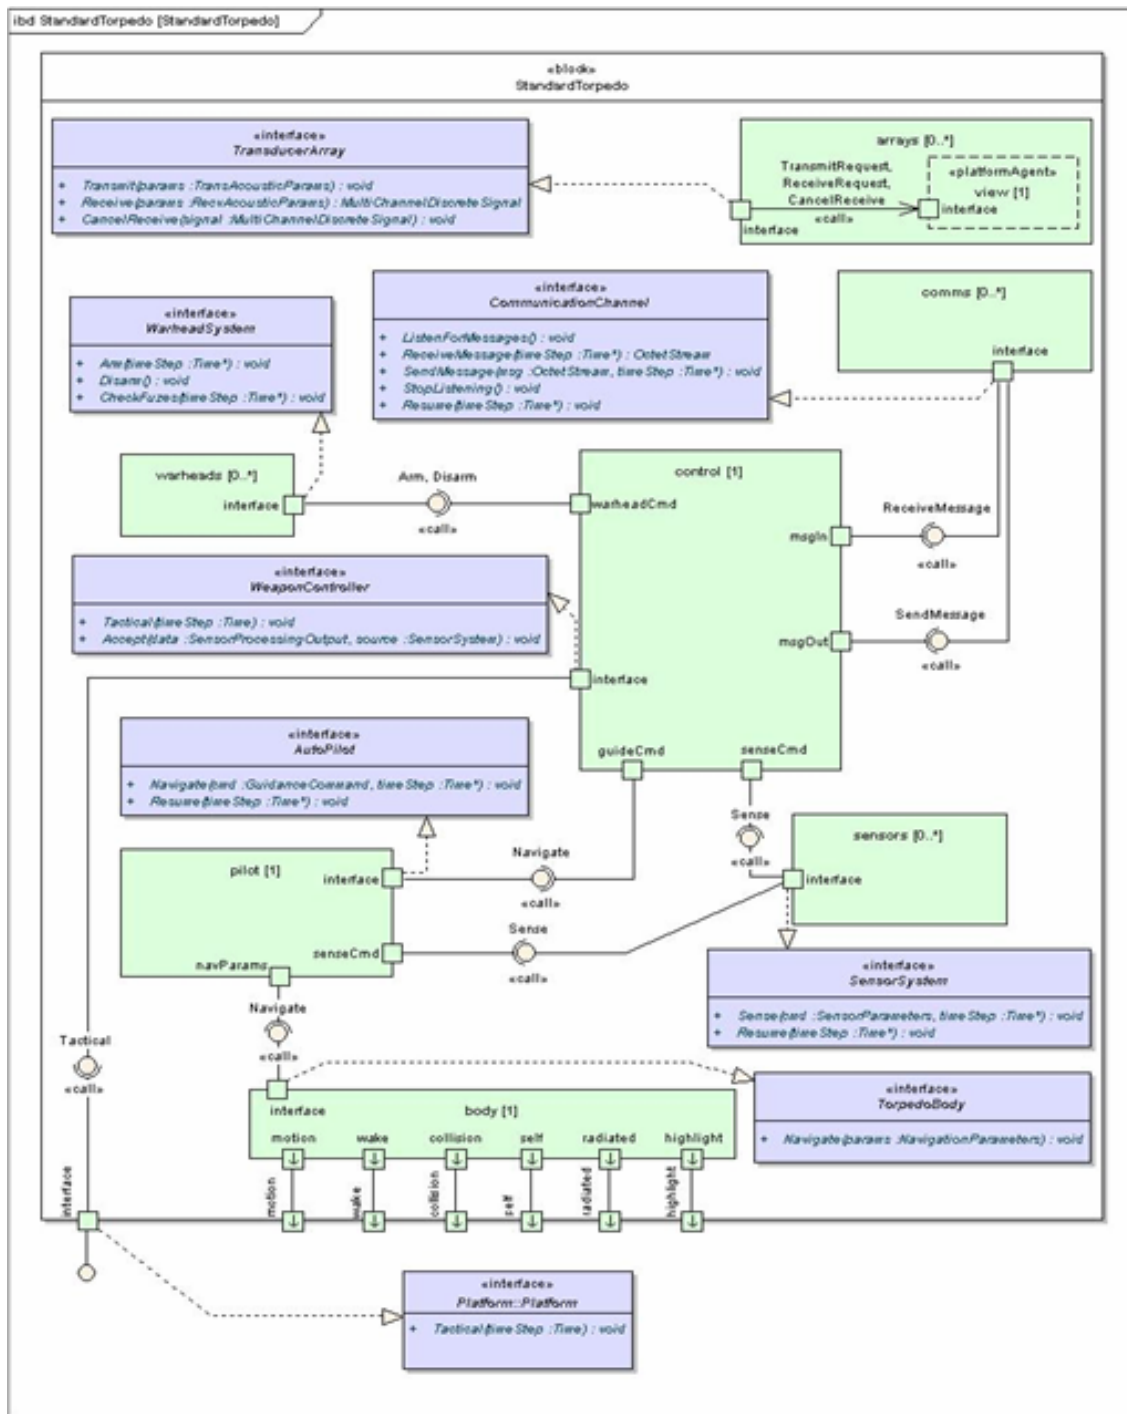 ibd StandardTorpedo [StandardTorpedo]
«block»
StandardTorpedo
«interface»
TransducerArray
+ Transmit(params :TransAcousticParams) : void
+ Receive(params :RecvAcousticParams) : MultiChannelDiscreteSignal
+ CancelReceive(signal :MultiChannelDiscreteSignal) : void
arrays [0..*]
TransmitRequest,
ReceiveRequest,
CancelReceive
«call»
«platformAgent»
view [1]
interface
interface
«interface»
WarheadSystem
+ Arm(timeStep :Time*) : void
+ Disarm() : void
+ CheckFuzes(timeStep :Time*) : void
«interface»
CommunicationChannel
+ ListenForMessages() : void
+ ReceiveMessage(timeStep :Time*) : OctetStream
+ SendMessage(msg :OctetStream, timeStep :Time*) : void
+ StopListening() : void
+ Resume(timeStep :Time*) : void
comms [0..*]
interface
warheads [0..*]
interface
Arm, Disarm
«call»
control [1]
warheadCmd
msgIn
ReceiveMessage
«call»
msgOut
SendMessage
«call»
interface
guideCmd
senseCmd
«interface»
WeaponController
+ Tactical(timeStep :Time) : void
+ Accept(data :SensorProcessingOutput, source :SensorSystem) : void
«interface»
AutoPilot
+ Navigate(cmd :GuidanceCommand, timeStep :Time*) : void
+ Resume(timeStep :Time*) : void
Sense
«call»
sensors [0..*]
interface
pilot [1]
interface
senseCmd
navParams
Navigate
«call»
Sense
«call»
«interface»
SensorSystem
+ Sense(cmd :SensorParameters, timeStep :Time*) : void
+ Resume(timeStep :Time*) : void
Navigate
«call»
Tactical
«call»
interface
body [1]
motion
wake
collision
self
radiated
highlight
«interface»
TorpedoBody
+ Navigate(params :NavigationParameters) : void
interface
motion
wake
collision
self
radiated
highlight
«interface»
Platform::Platform
+ Tactical(timeStep :Time) : void